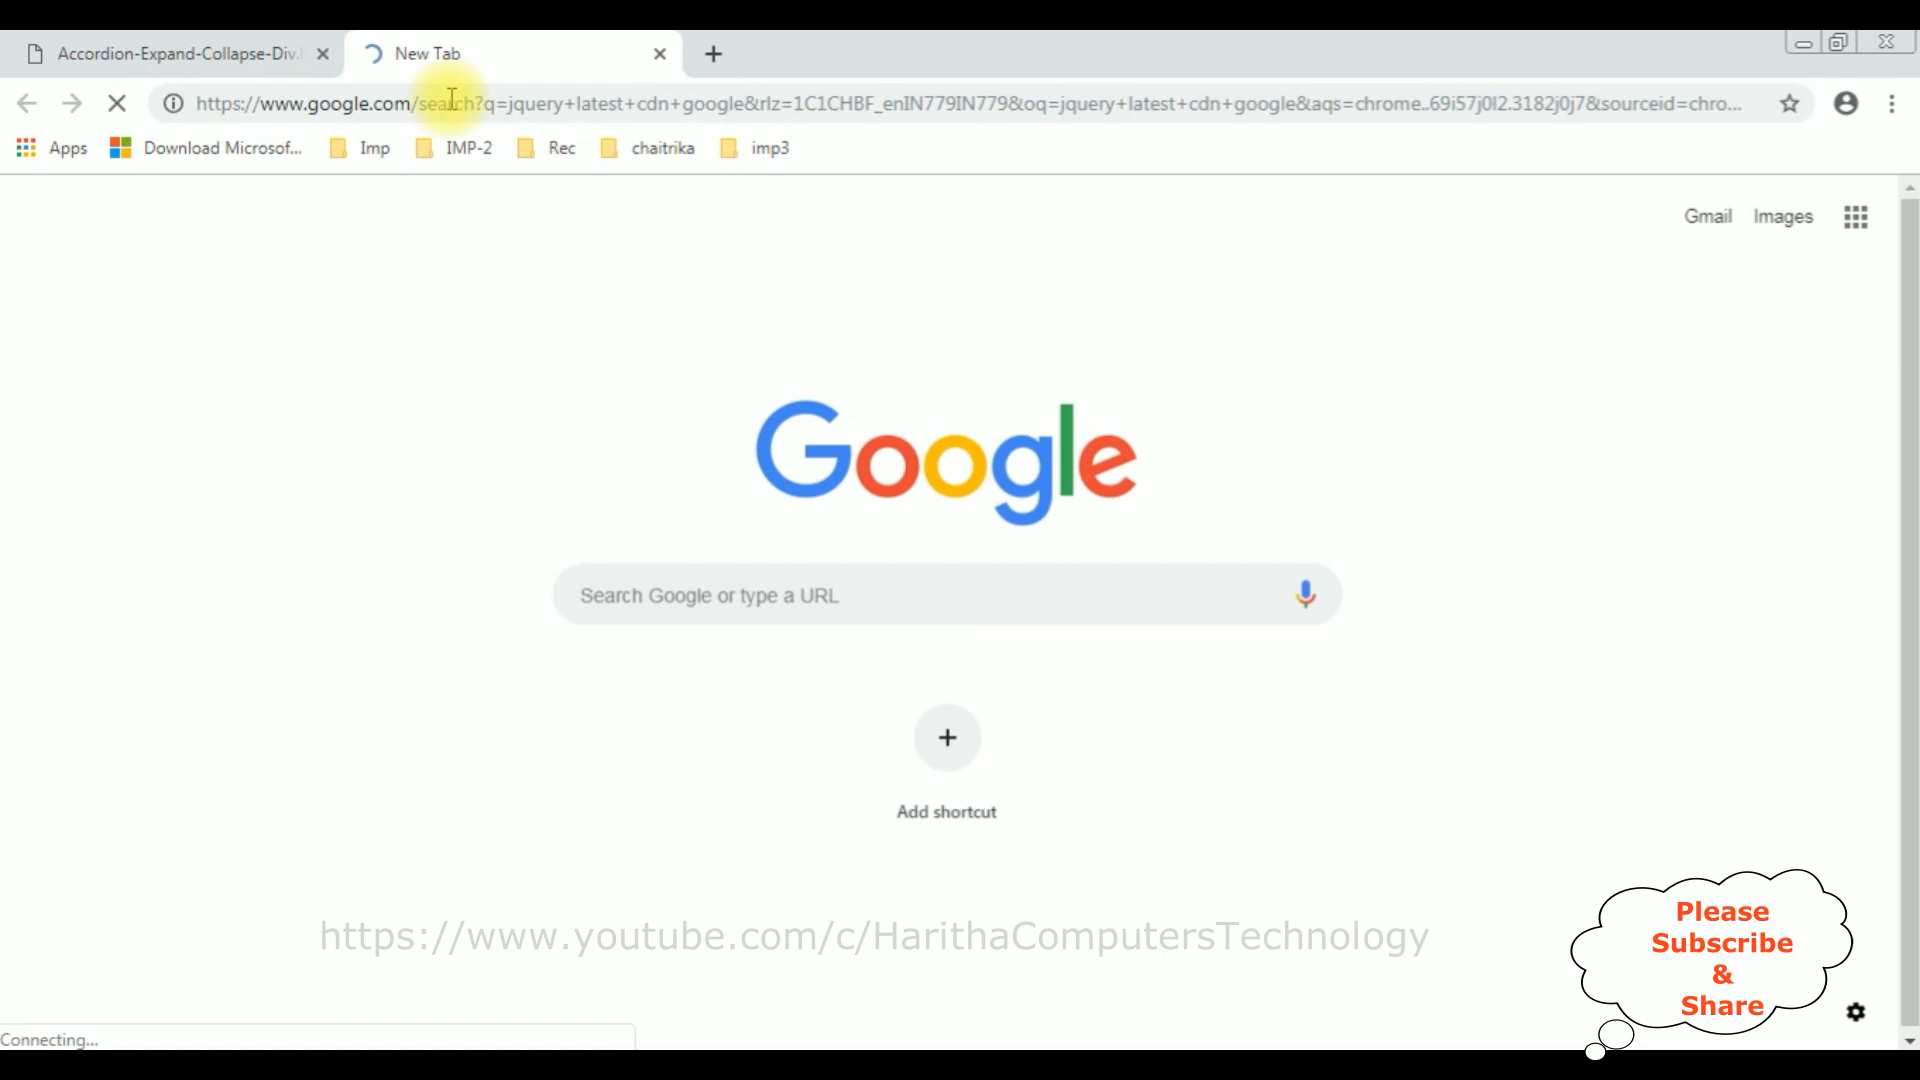 Accordion-Expand-Collapse-Div.
New Tab
https://www.google.com/search?q=jquery+latest+cdn+google&rlz=1C1CHBF_enIN779IN779&oq=jquery+latest+cdn+google&aqs=chrome..69i57j0l2.3182j0j7&sourceid=chro...
Apps
Download Microsof...
Imp
IMP-2
Rec
chaitrika
imp3
Gmail
Images
Google
Search Google or type a URL
Add shortcut
https://www.youtube.com/c/HarithaComputersTechnology
Please
Subscribe
&
Share
Connecting...